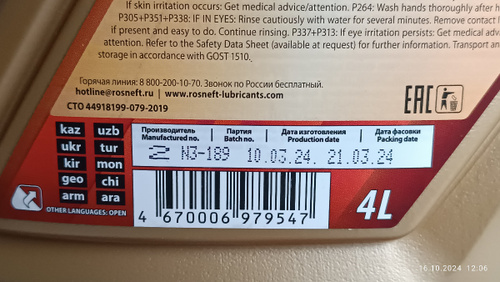 If skin irritation occurs: Get medical advice/attention. P264: Wash hands thoroughly after h
P305+P351+P338: IF IN EYES: Rinse cautiously with water for several minutes. Remove contact l
if present and easy to do. Continue rinsing. P337+P313: If eye irritation persists: Get medical a
attention. Refer to the Safety Data Sheet (available at request) for further information. Transport an
storage in accordance with GOST 1510.
Горячая линия: 8 800-200-10-70. Звонок по России бесплатный.
hotline@rosneft.ru • www.rosneft-lubricants.com
СТО 44918199-079-2019
EAC
kaz uzb
ukr tur
kir mon
geo chi
arm ara
OTHER LANGUAGES: OPEN
Производитель Партия Дата изготовления Дата фасовки
Manufactured no. Batch no. Production date Packing date
2 N3-189 10.03.24. 21.03.24
4 670006 979547
4L
16.10.2024 12:06